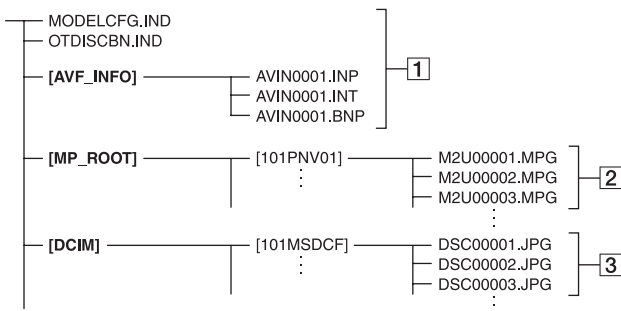 MODELCFG.IND
OTDISCBN.IND
[AVF_INFO] AVIN0001.INP
AVIN0001.INT
AVIN0001.BNP
1
[MP_ROOT] [101PNV01] M2U00001.MPG
M2U00002.MPG
M2U00003.MPG
2
[DCIM] [101MSDCF] DSC00001.JPG
DSC00002.JPG
DSC00003.JPG
3